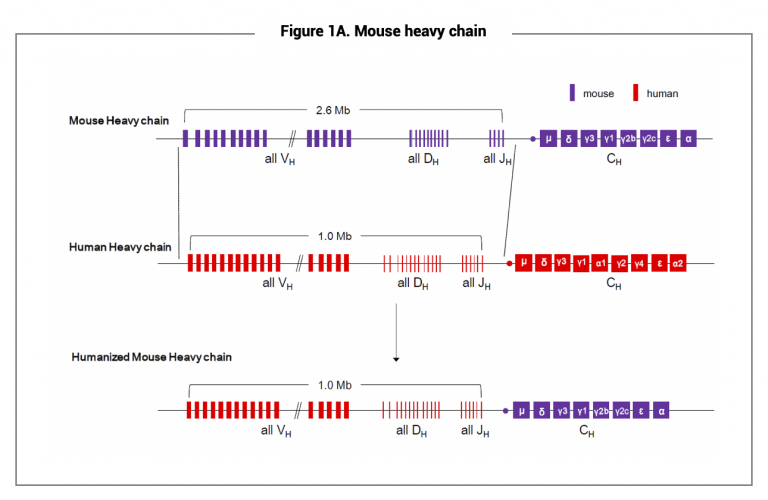 Figure 1A. Mouse heavy chain
mouse human
2.6 Mb
Mouse Heavy chain
μ δ γ3 γ1 γ2b γ2c ε α
all VH all DH all JH CH
1.0 Mb
Human Heavy chain
μ δ γ3 γ1 α1 γ2 γ4 ε α2
all VH all DH all JH CH
Humanized Mouse Heavy chain
1.0 Mb
μ δ γ3 γ1 γ2b γ2c ε α
all VH all DH all JH CH